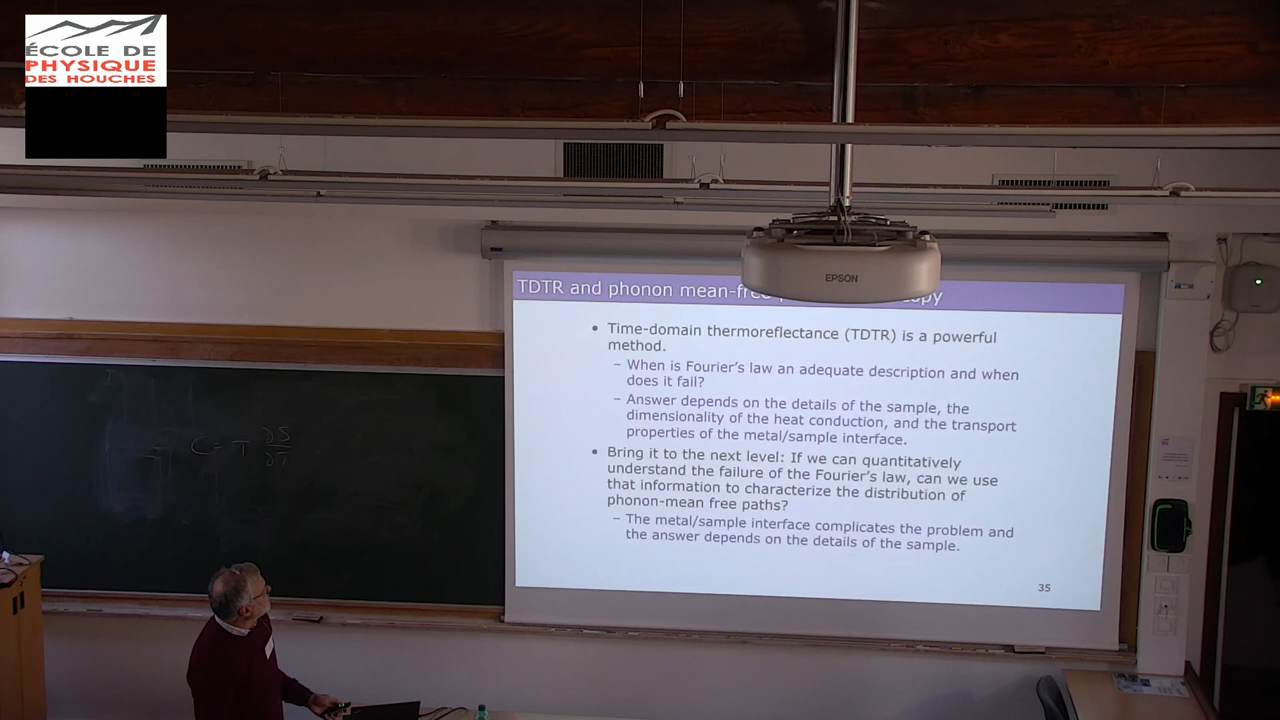 ÉCOLE DE
PHYSIQUE
DES HOUCHES
EPSON
TDTR and phonon mean-free
• Time-domain thermoreflectance (TDTR) is a powerful
method.
– When is Fourier's law an adequate description and when
does it fail?
– Answer depends on the details of the sample, the
dimensionality of the heat conduction, and the transport
properties of the metal/sample interface.
• Bring it to the next level: If we can quantitatively
understand the failure of the Fourier's law, can we use
that information to characterize the distribution of
phonon-mean free paths?
– The metal/sample interface complicates the problem and
the answer depends on the details of the sample.
35
C = T ∂S/∂T